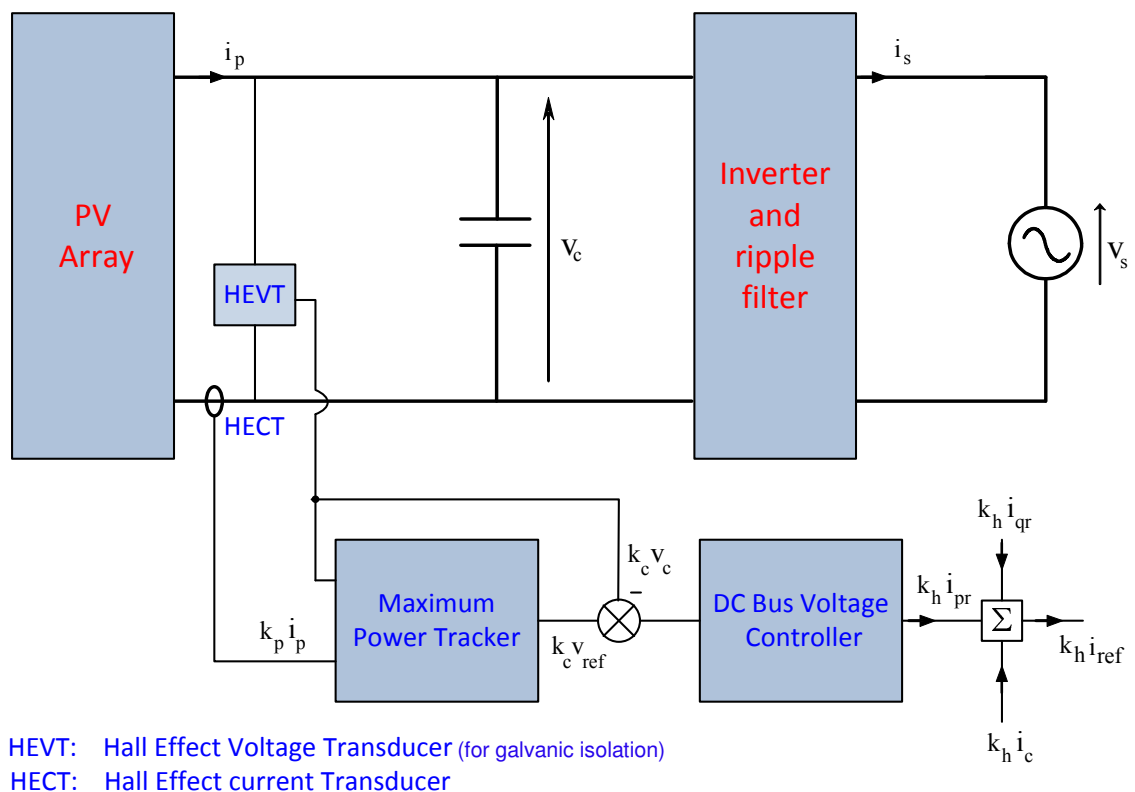 i_p
i_s
PV
Array
Inverter
and
ripple
filter
v_c
v_s
HEVT
HECT
k_h i_qr
k_c v_c
-
Maximum
Power Tracker
DC Bus Voltage
Controller
k_h i_pr
Σ
k_p i_p
k_c v_ref
k_h i_ref
k_h i_c
HEVT: Hall Effect Voltage Transducer (for galvanic isolation)
HECT: Hall Effect current Transducer